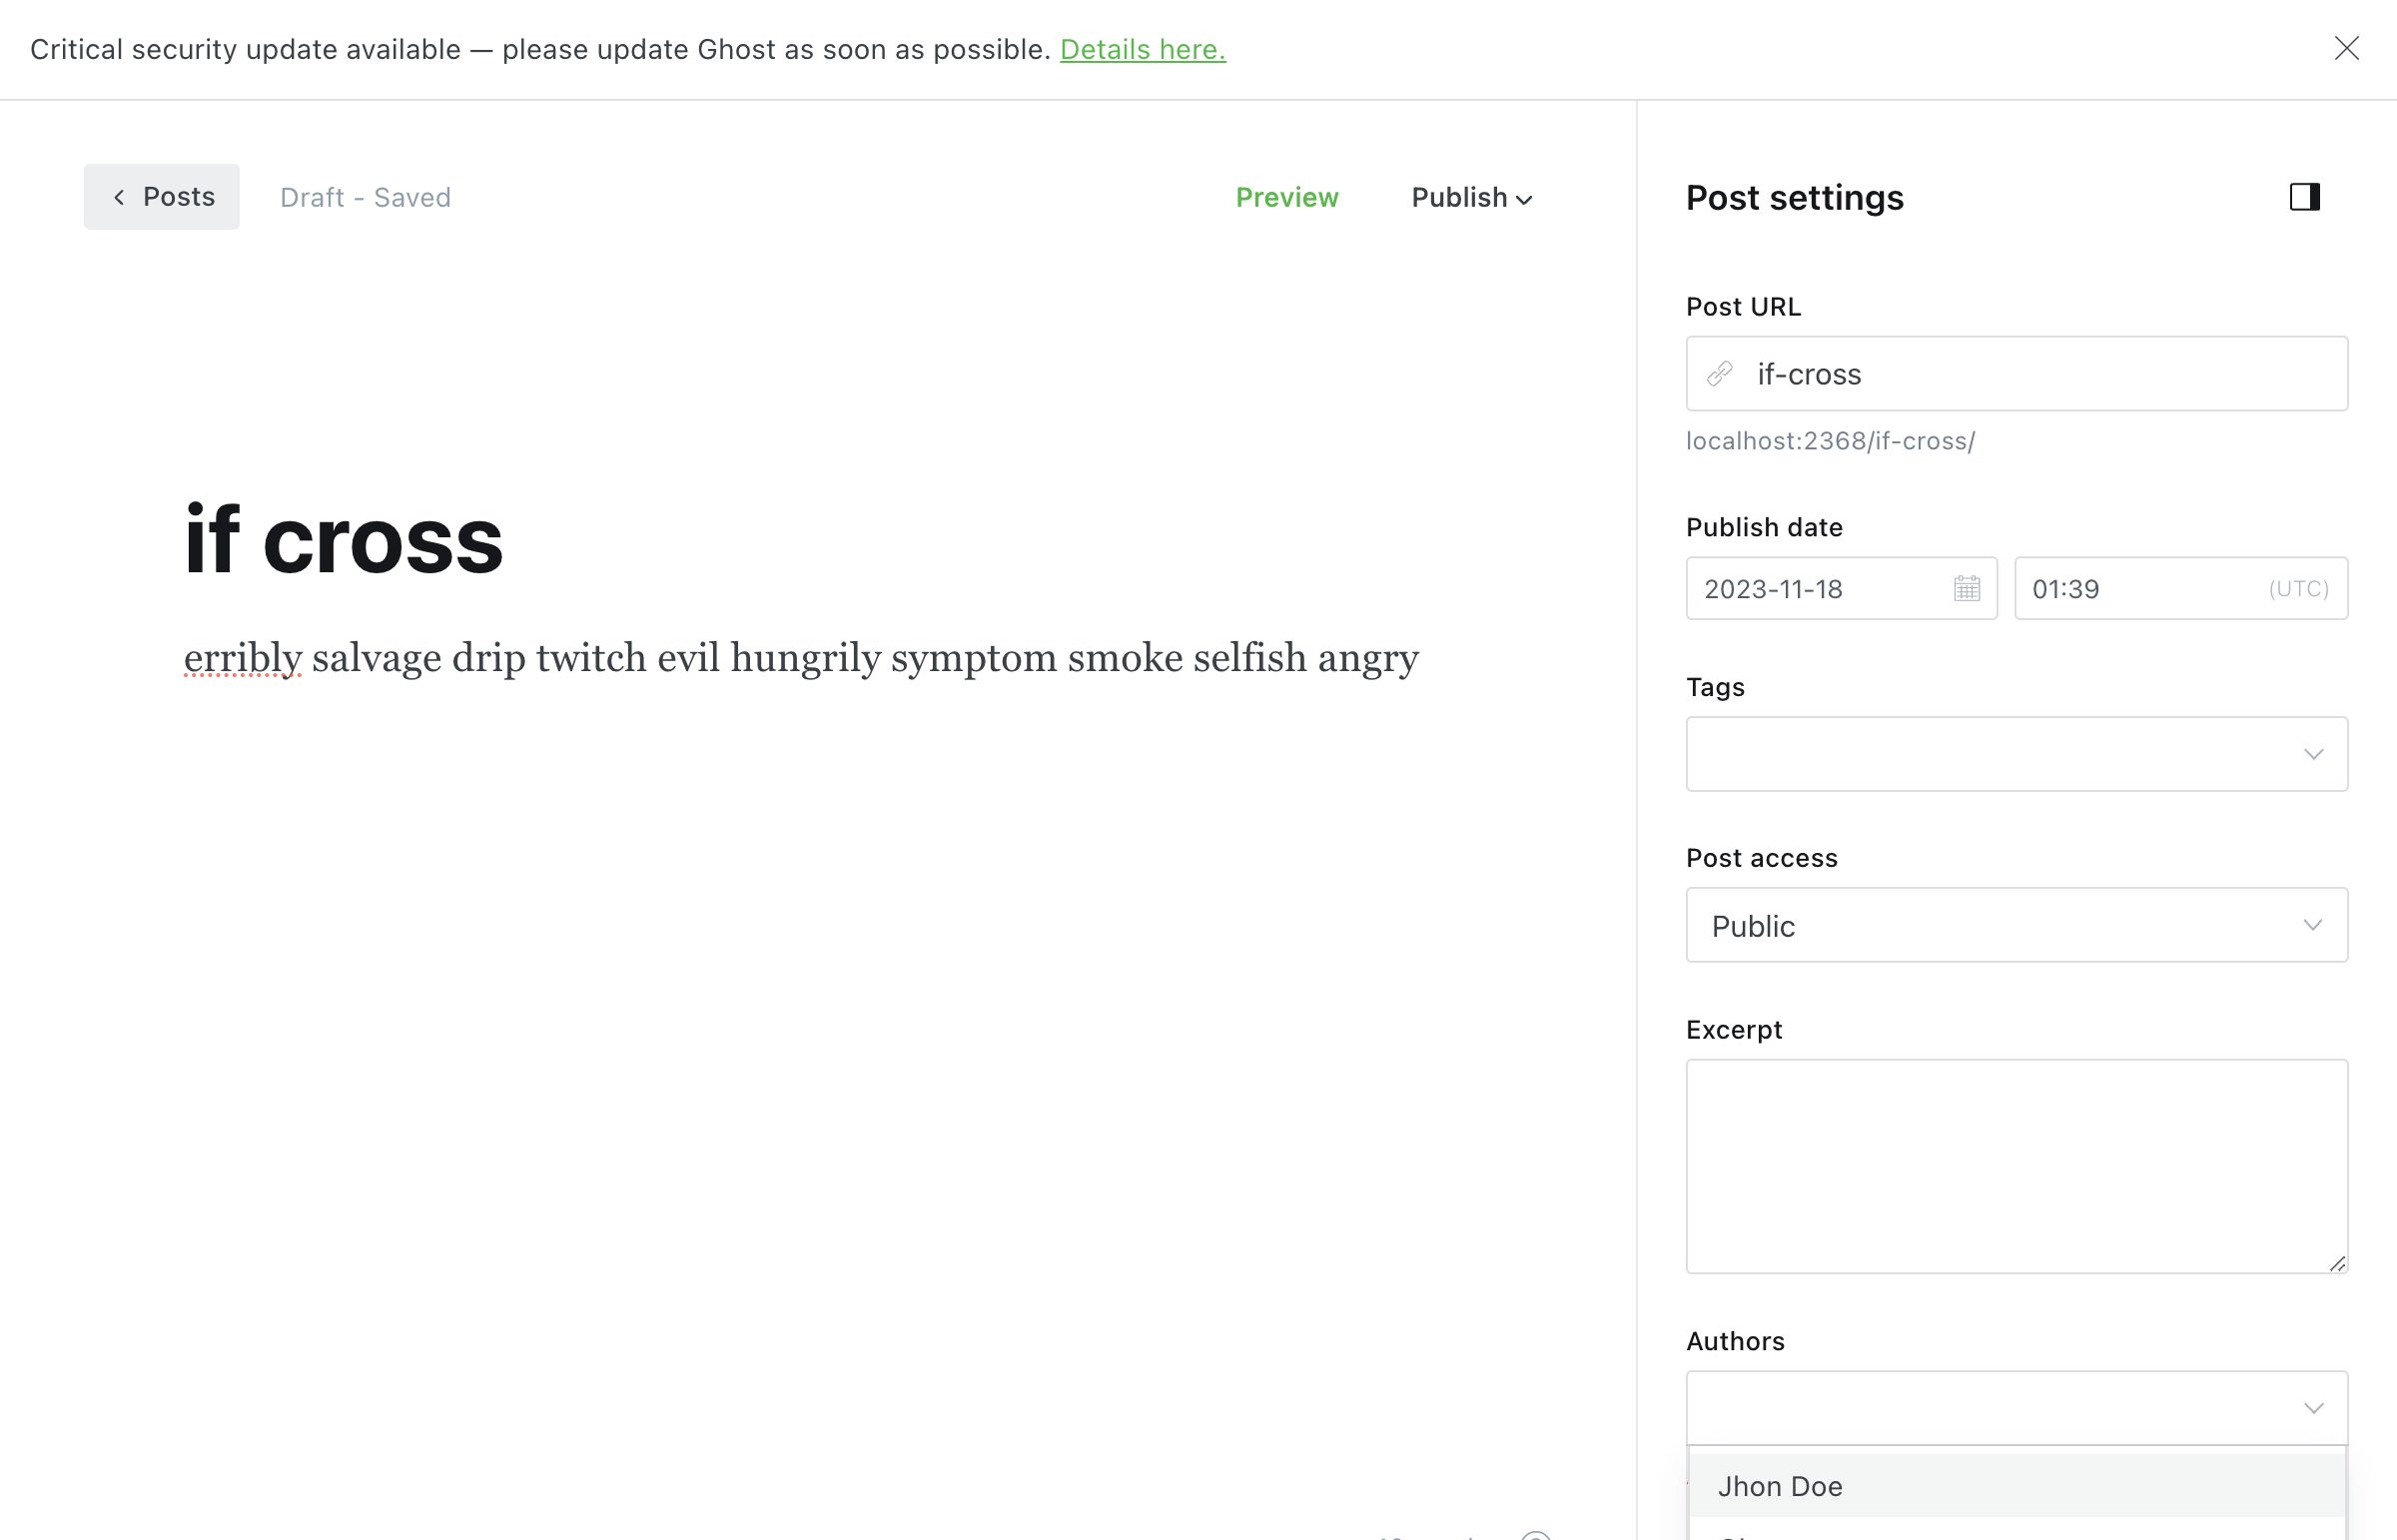 Critical security update available — please update Ghost as soon as possible. Details here.
Posts
Draft - Saved
Preview
Publish
Post settings
Post URL
if-cross
localhost:2368/if-cross/
Publish date
2023-11-18
01:39
(UTC)
if cross
erribly salvage drip twitch evil hungrily symptom smoke selfish angry
Tags
Post access
Public
Excerpt
Authors
Jhon Doe